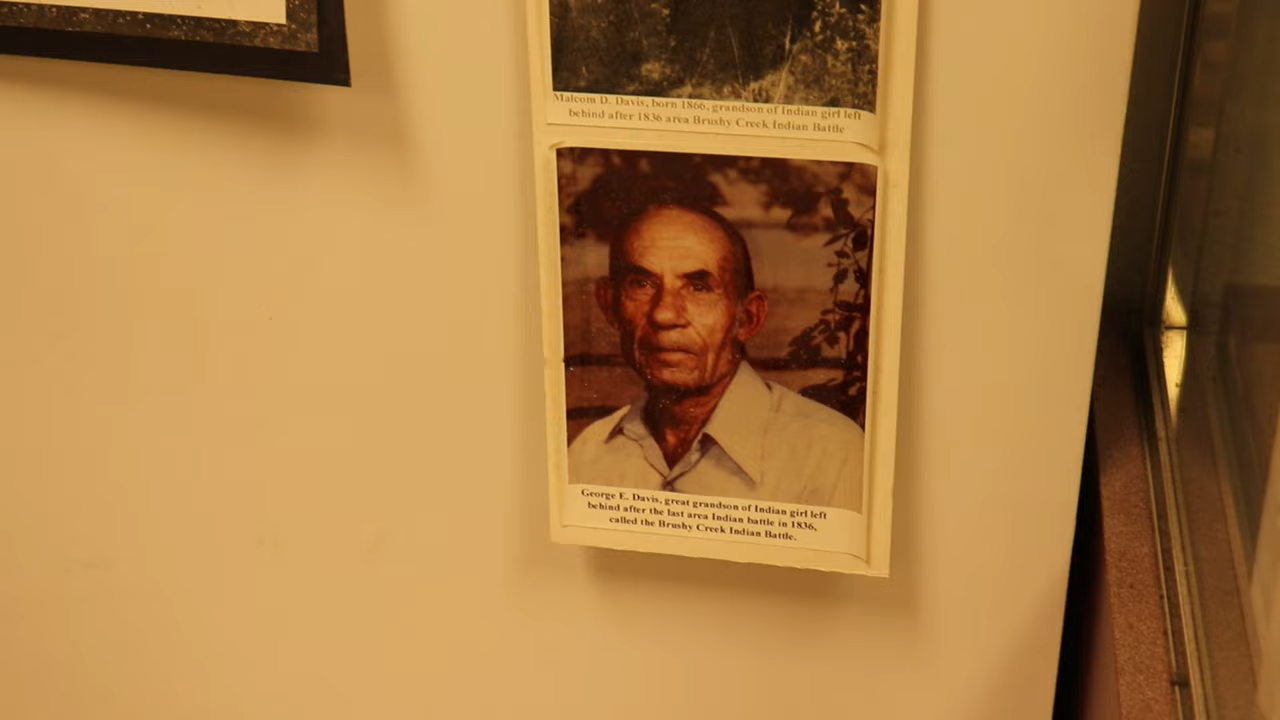 Malcom D. Davis, born 1866, grandson of Indian girl left
behind after 1836 area Brushy Creek Indian Battle
George E. Davis, great grandson of Indian girl left
behind after the last area Indian battle in 1836,
called the Brushy Creek Indian Battle.